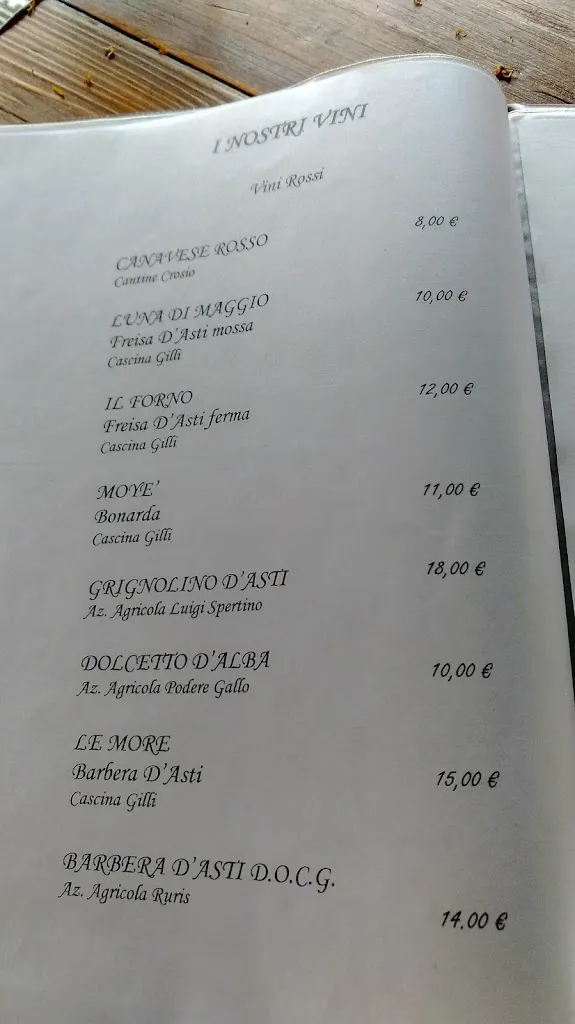 I NOSTRI VINI
Vini Rossi
CANAVESE ROSSO 8,00 €
Cantine Crosio
LUNA DI MAGGIO 10,00 €
Freisa D'Asti mossa
Cascina Gilli
IL FORNO 12,00 €
Freisa D'Asti ferma
Cascina Gilli
MOYE' 11,00 €
Bonarda
Cascina Gilli
GRIGNOLINO D'ASTI 18,00 €
Az. Agricola Luigi Spertino
DOLCETTO D'ALBA 10,00 €
Az. Agricola Podere Gallo
LE MORE
Barbera D'Asti 15,00 €
Cascina Gilli
BARBERA D'ASTI D.O.C.G.
Az. Agricola Ruris
14.00 €